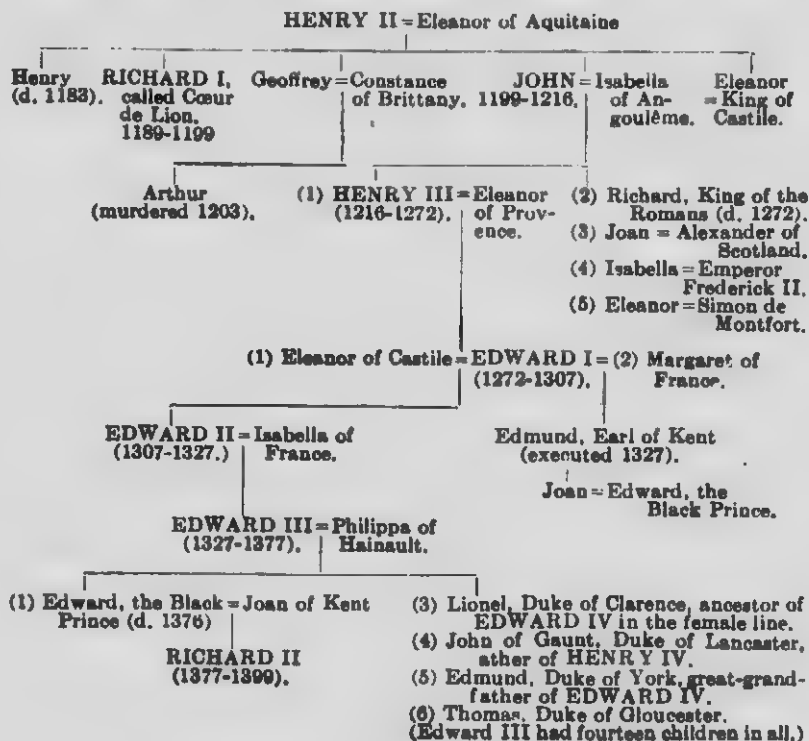 HENRY II = Eleanor of Aquitaine
Henry
(d. 1183).
RICHARD I,
called Cœur
de Lion.
1189-1199
Geoffrey = Constance
of Brittany.
JOHN = Isabella
1199-1216. of An-
goulême.
Eleanor
= King of
Castile.
Arthur
(murdered 1203).
(1) HENRY III = Eleanor
(1216-1272). of Prov-
ence.
(2) Richard, King of the
Romans (d. 1272).
(3) Joan = Alexander of
Scotland.
(4) Isabella = Emperor
Frederick II.
(5) Eleanor = Simon de
Montfort.
(1) Eleanor of Castile = EDWARD I = (2) Margaret of
(1272-1307). France.
EDWARD II = Isabella of
(1307-1327.) France.
Edmund, Earl of Kent
(executed 1327).
Joan = Edward, the
Black Prince.
EDWARD III = Philippa of
(1327-1377). Hainault.
(1) Edward, the Black = Joan of Kent
Prince (d. 1376)
RICHARD II
(1377-1399).
(3) Lionel, Duke of Clarence, ancestor of
EDWARD IV in the female line.
(4) John of Gaunt, Duke of Lancaster,
ather of HENRY IV.
(5) Edmund, Duke of York, great-grand-
father of EDWARD IV.
(6) Thomas, Duke of Gloucester.
(Edward III had fourteen children in all.)